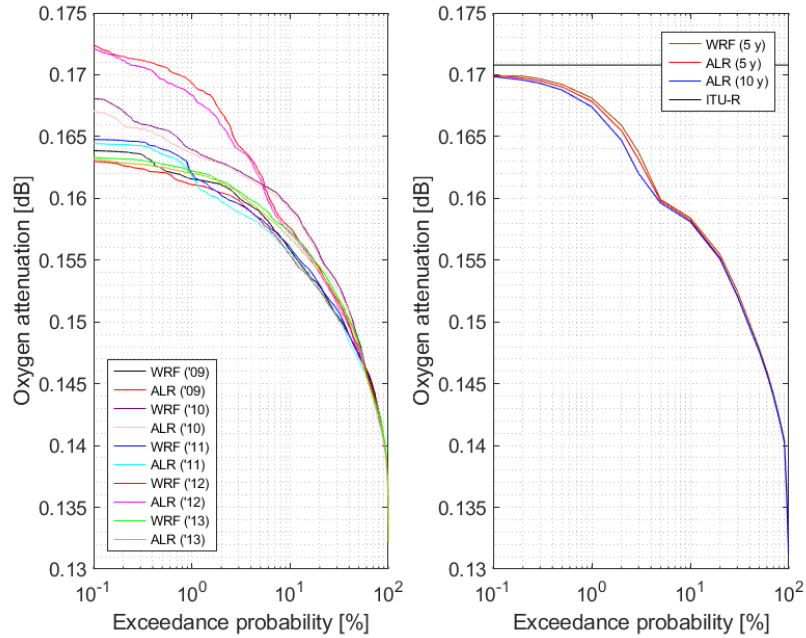 Oxygen attenuation [dB]
0.175
0.17
0.165
0.16
0.155
0.15
0.145
0.14
0.135
0.13
WRF ('09)
ALR ('09)
WRF ('10)
ALR ('10)
WRF ('11)
ALR ('11)
WRF ('12)
ALR ('12)
WRF ('13)
ALR ('13)
10⁻¹ 10⁰ 10¹ 10²
Exceedance probability [%]
Oxygen attenuation [dB]
0.175
0.17
0.165
0.16
0.155
0.15
0.145
0.14
0.135
0.13
WRF (5 y)
ALR (5 y)
ALR (10 y)
ITU-R
10⁻¹ 10⁰ 10¹ 10²
Exceedance probability [%]